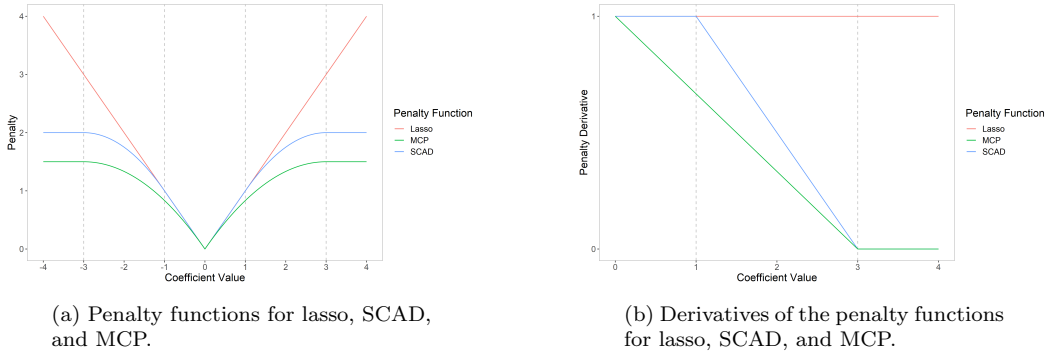 4
3
2
1
0
Penalty
-4 -3 -2 -1 0 1 2 3 4
Coefficient Value
Penalty Function
Lasso
MCP
SCAD
(a) Penalty functions for lasso, SCAD,
and MCP.
1
0
Penalty Derivative
0 1 2 3 4
Coefficient Value
Penalty Function
Lasso
MCP
SCAD
(b) Derivatives of the penalty functions
for lasso, SCAD, and MCP.